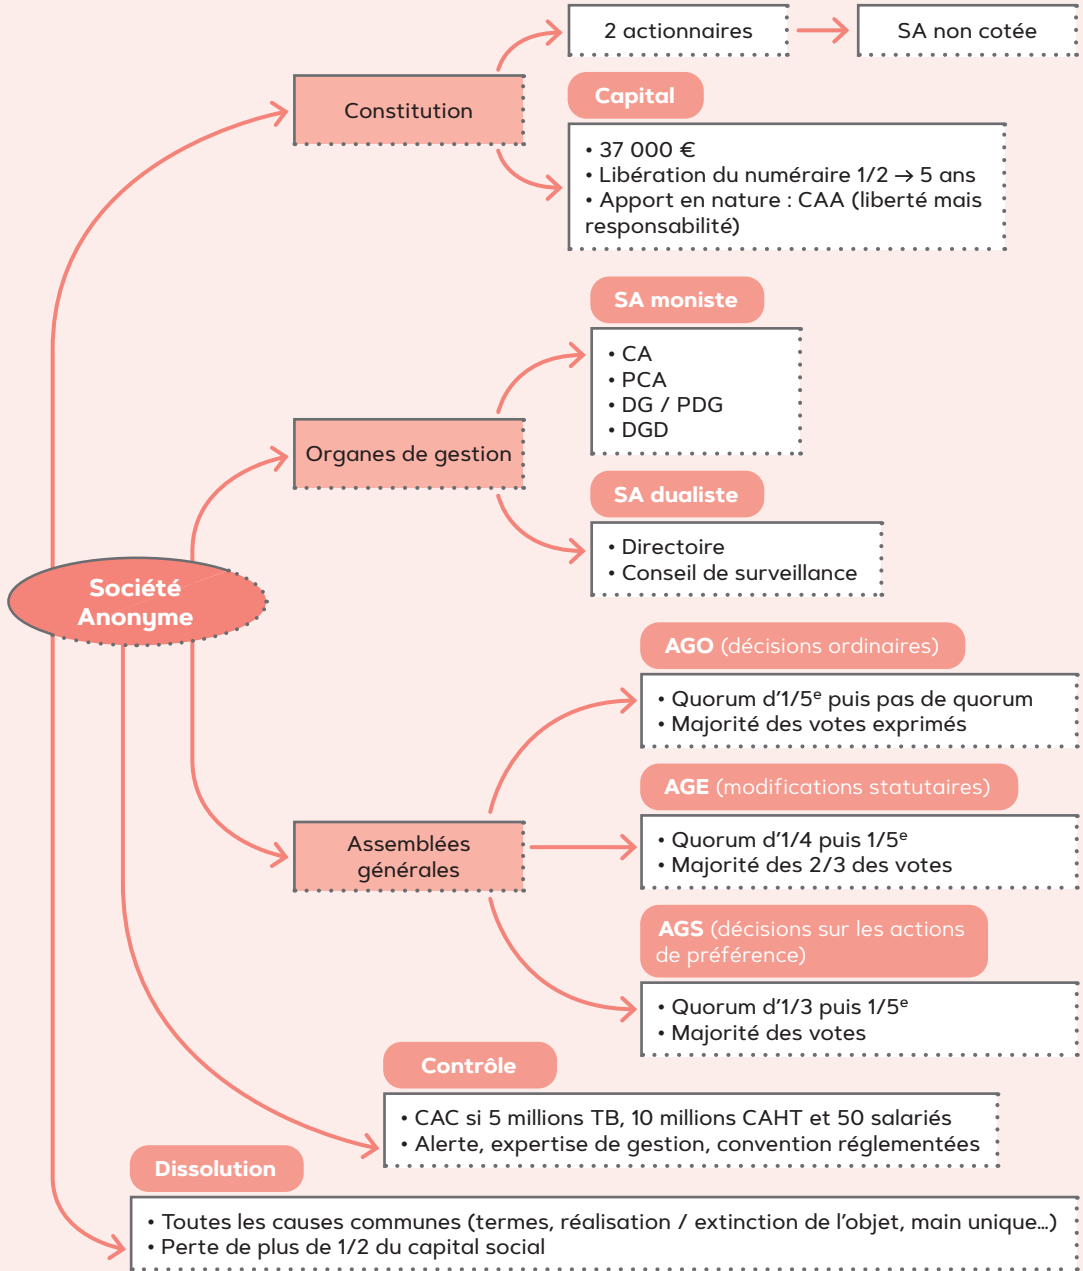 2 actionnaires
SA non cotée
Constitution
Capital
• 37 000 €
• Libération du numéraire 1/2 → 5 ans
• Apport en nature : CAA (liberté mais
responsabilité)
SA moniste
• CA
• PCA
• DG / PDG
• DGD
Organes de gestion
SA dualiste
• Directoire
• Conseil de surveillance
Société
Anonyme
AGO (décisions ordinaires)
• Quorum d'1/5e puis pas de quorum
• Majorité des votes exprimés
AGE (modifications statutaires)
• Quorum d'1/4 puis 1/5e
• Majorité des 2/3 des votes
Assemblées
générales
AGS (décisions sur les actions
de préférence)
• Quorum d'1/3 puis 1/5e
• Majorité des votes
Contrôle
• CAC si 5 millions TB, 10 millions CAHT et 50 salariés
• Alerte, expertise de gestion, convention réglementées
Dissolution
• Toutes les causes communes (termes, réalisation / extinction de l'objet, main unique…)
• Perte de plus de 1/2 du capital social